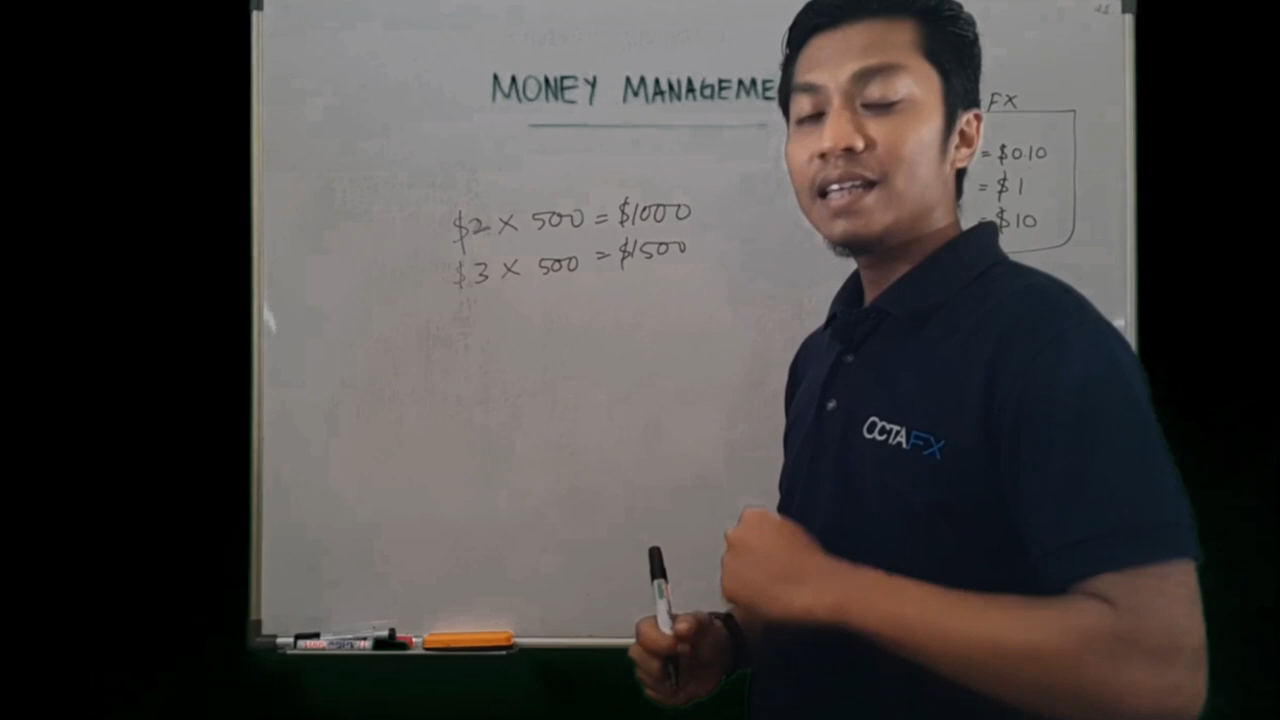 MONEY MANAGEME
FX
= $0.10
= $1
= $10
$2 × 500 = $1000
$3 × 500 = $1500
OCTAFX